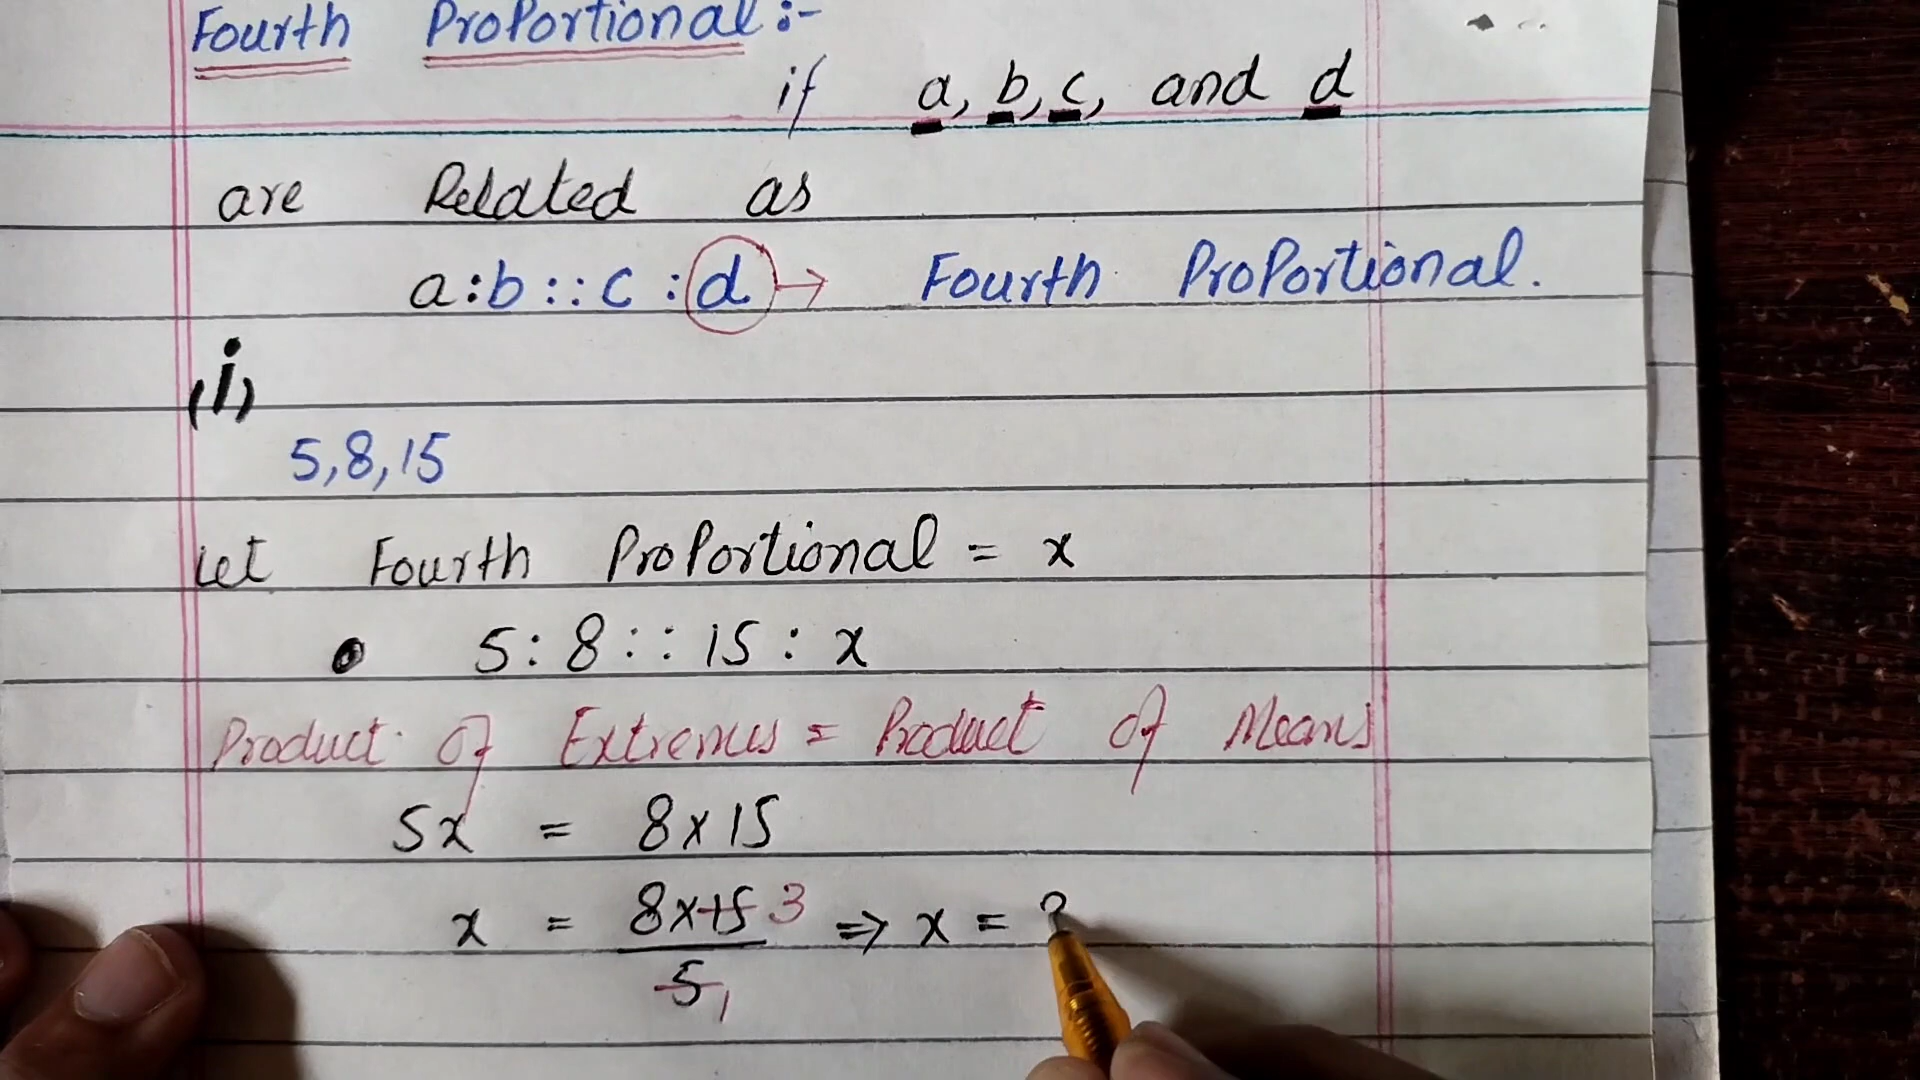 Fourth Proportional :-
if a, b, c, and d
are Related as
a : b :: c : d → Fourth Proportional.
(i)
5, 8, 15
Let Fourth Proportional = x
5 : 8 :: 15 : x
Product of Extremes = Product of Means
5x = 8 x 15
x = 8 x 15 3 ⇒ x =
5 1